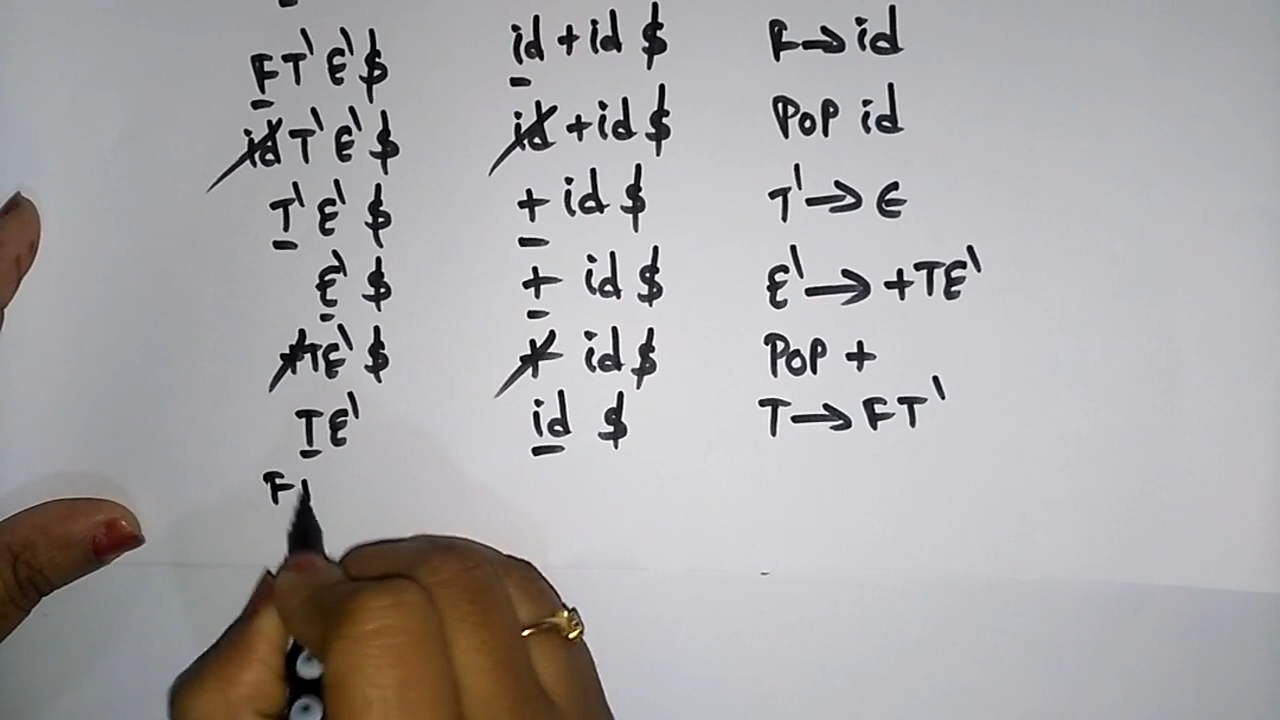 FT'E'$ id+id$ F→id
idT'E'$ id+id$ POP id
T'E'$ +id$ T'→ϵ
E'$ + id$ E'→+TE'
+TE'$ + id$ POP +
TE' id $ T→FT'
F